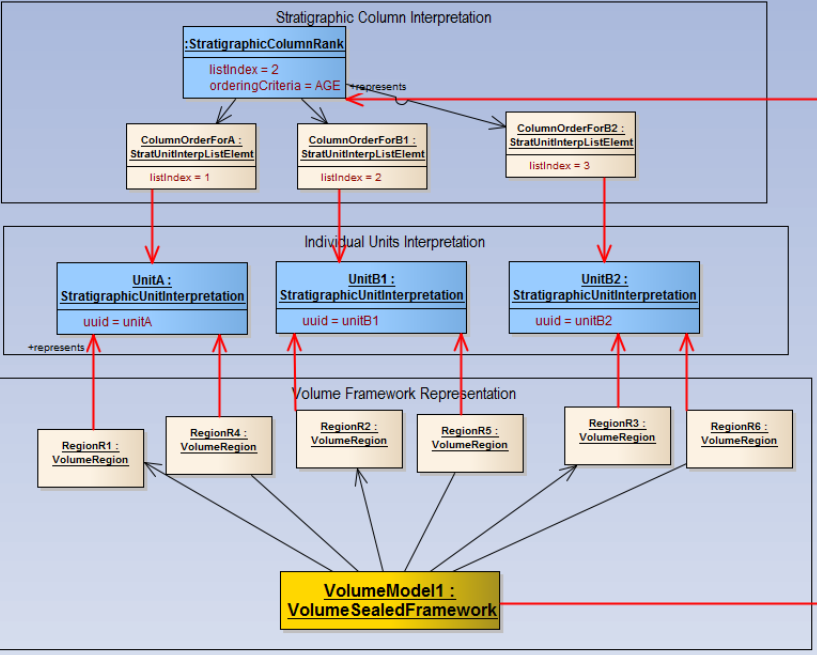 Stratigraphic Column Interpretation
:StratigraphicColumnRank
listIndex = 2
orderingCriteria = AGE
+represents
ColumnOrderForA :
StratUnitInterpListElemt
listIndex = 1
ColumnOrderForB1 :
StratUnitInterpListElemt
listIndex = 2
ColumnOrderForB2 :
StratUnitInterpListElemt
listIndex = 3
Individual Units Interpretation
UnitA :
StratigraphicUnitInterpretation
uuid = unitA
UnitB1 :
StratigraphicUnitInterpretation
uuid = unitB1
UnitB2 :
StratigraphicUnitInterpretation
uuid = unitB2
+represents
Volume Framework Representation
RegionR1 :
VolumeRegion
RegionR4 :
VolumeRegion
RegionR2 :
VolumeRegion
RegionR5 :
VolumeRegion
RegionR3 :
VolumeRegion
RegionR6 :
VolumeRegion
VolumeModel1 :
VolumeSealedFramework